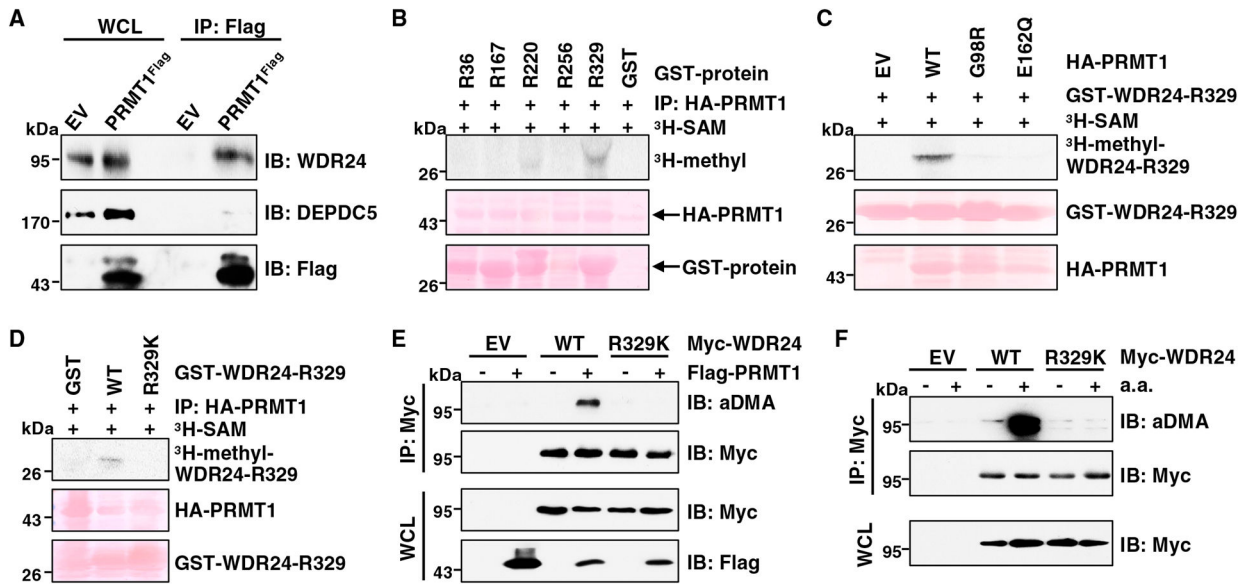 A
WCL IP: Flag
EV PRMT1Flag EV PRMT1Flag
kDa
95 IB: WDR24
170 IB: DEPDC5
43 IB: Flag
B
R36 R167 R220 R256 R329 GST GST-protein
+ + + + + + IP: HA-PRMT1
kDa + + + + + + ³H-SAM
26 ³H-methyl
43 HA-PRMT1
26 GST-protein
C
EV WT G98R E162Q HA-PRMT1
+ + + + GST-WDR24-R329
kDa + + + + ³H-SAM
26 ³H-methyl-
WDR24-R329
26 GST-WDR24-R329
43 HA-PRMT1
D
GST WT R329K GST-WDR24-R329
+ + + IP: HA-PRMT1
kDa + + + ³H-SAM
26 ³H-methyl-
WDR24-R329
43 HA-PRMT1
26 GST-WDR24-R329
E
EV WT R329K Myc-WDR24
kDa - + - + - + Flag-PRMT1
IP: Myc
95 IB: aDMA
95 IB: Myc
WCL
95 IB: Myc
43 IB: Flag
F
EV WT R329K Myc-WDR24
kDa - + - + - + a.a.
IP: Myc
95 IB: aDMA
95 IB: Myc
WCL
95 IB: Myc